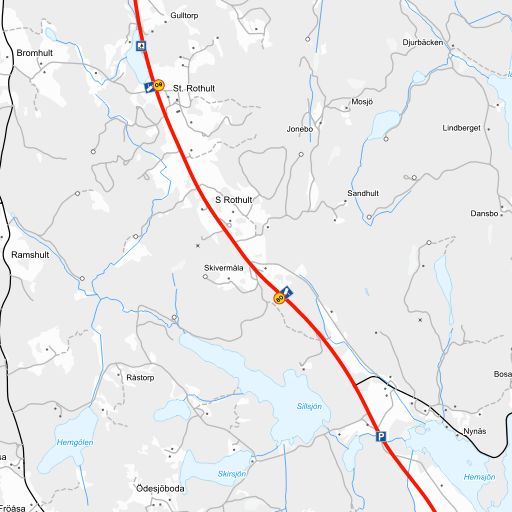 Gulltorp
Djurbäcken
Bromhult
St. Rothult
Mosjö
Jonebo
Lindberget
Sandhult
S Rothult
Dansbo
Ramshult
Skivermåla
Bosa
Råstorp
Sillsjön
Hemgölen
P
Nynäs
Skirsjön
Hemsjön
Ödesjöboda
Fröåsa